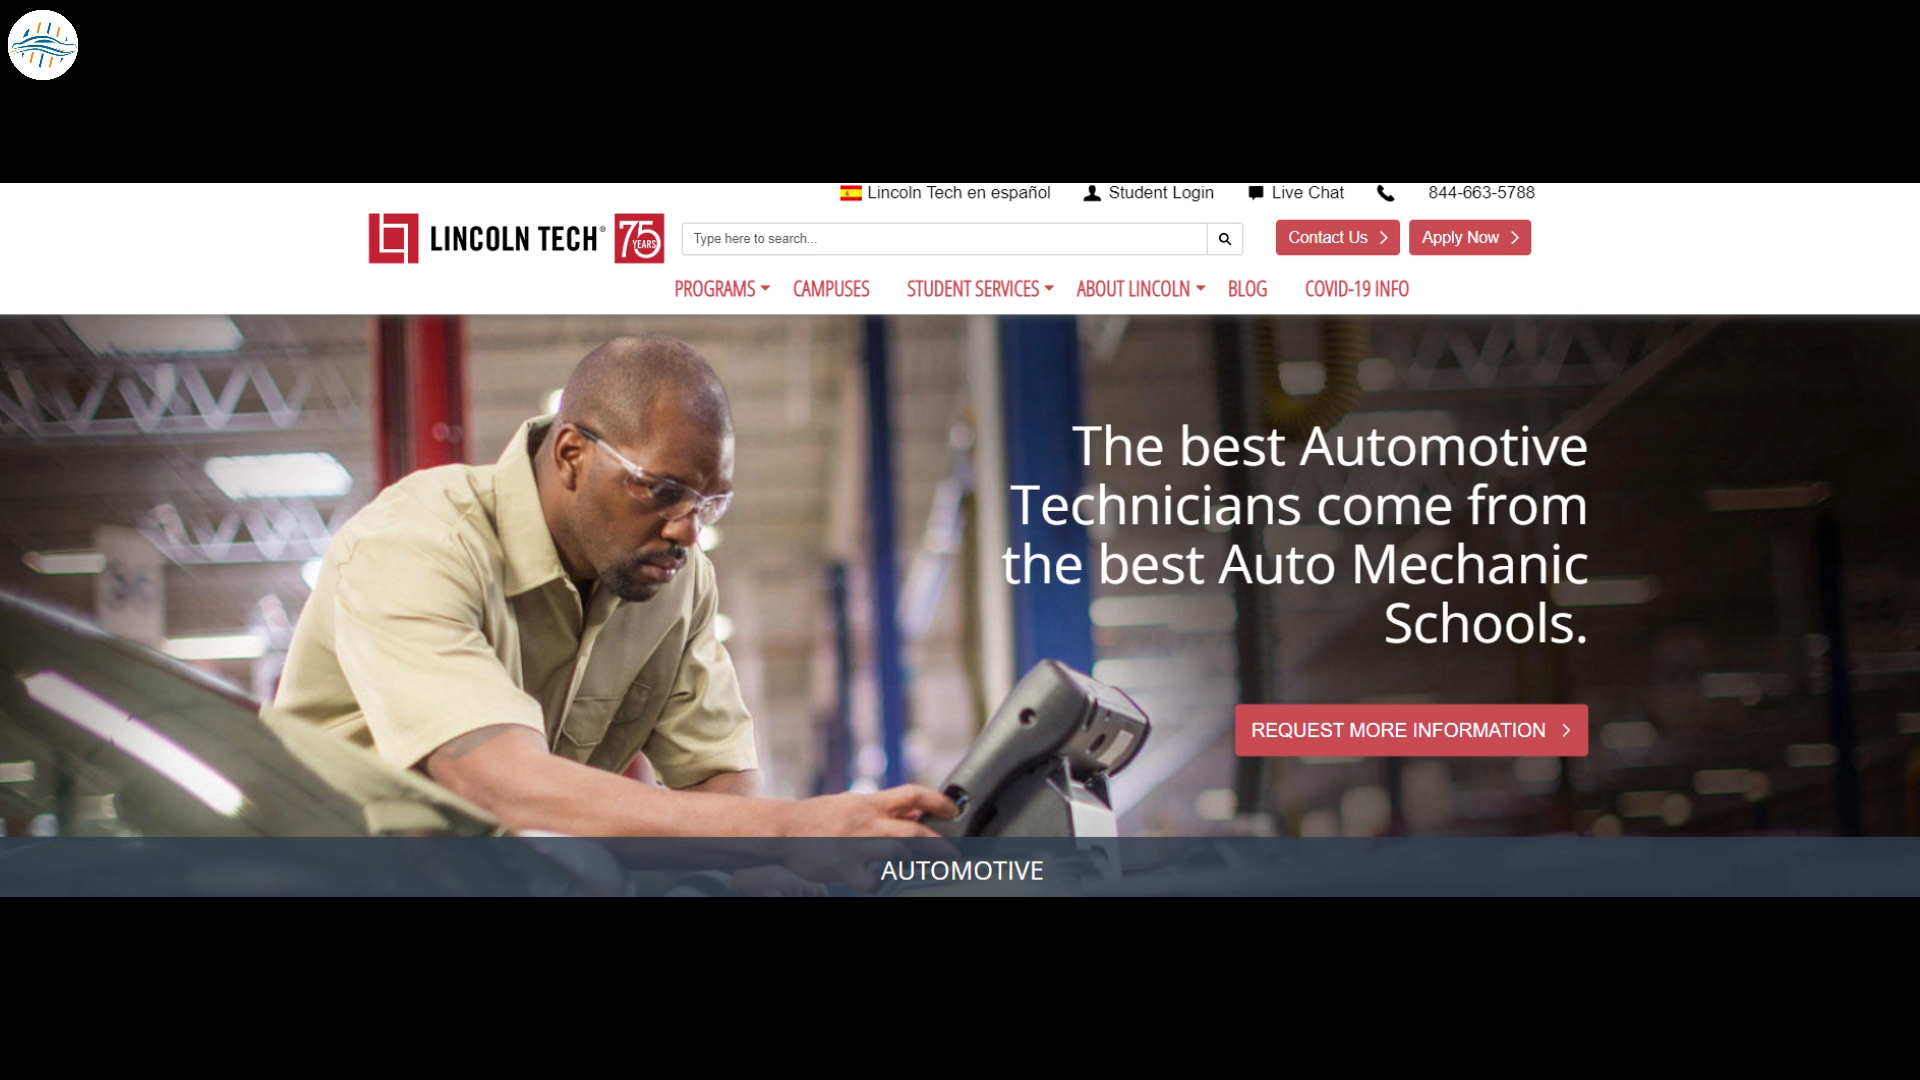 Lincoln Tech en español Student Login Live Chat 844-663-5788
LINCOLN TECH® 75 YEARS Type here to search... Contact Us Apply Now
PROGRAMS CAMPUSES STUDENT SERVICES ABOUT LINCOLN BLOG COVID-19 INFO
The best Automotive
Technicians come from
the best Auto Mechanic
Schools.
REQUEST MORE INFORMATION
AUTOMOTIVE